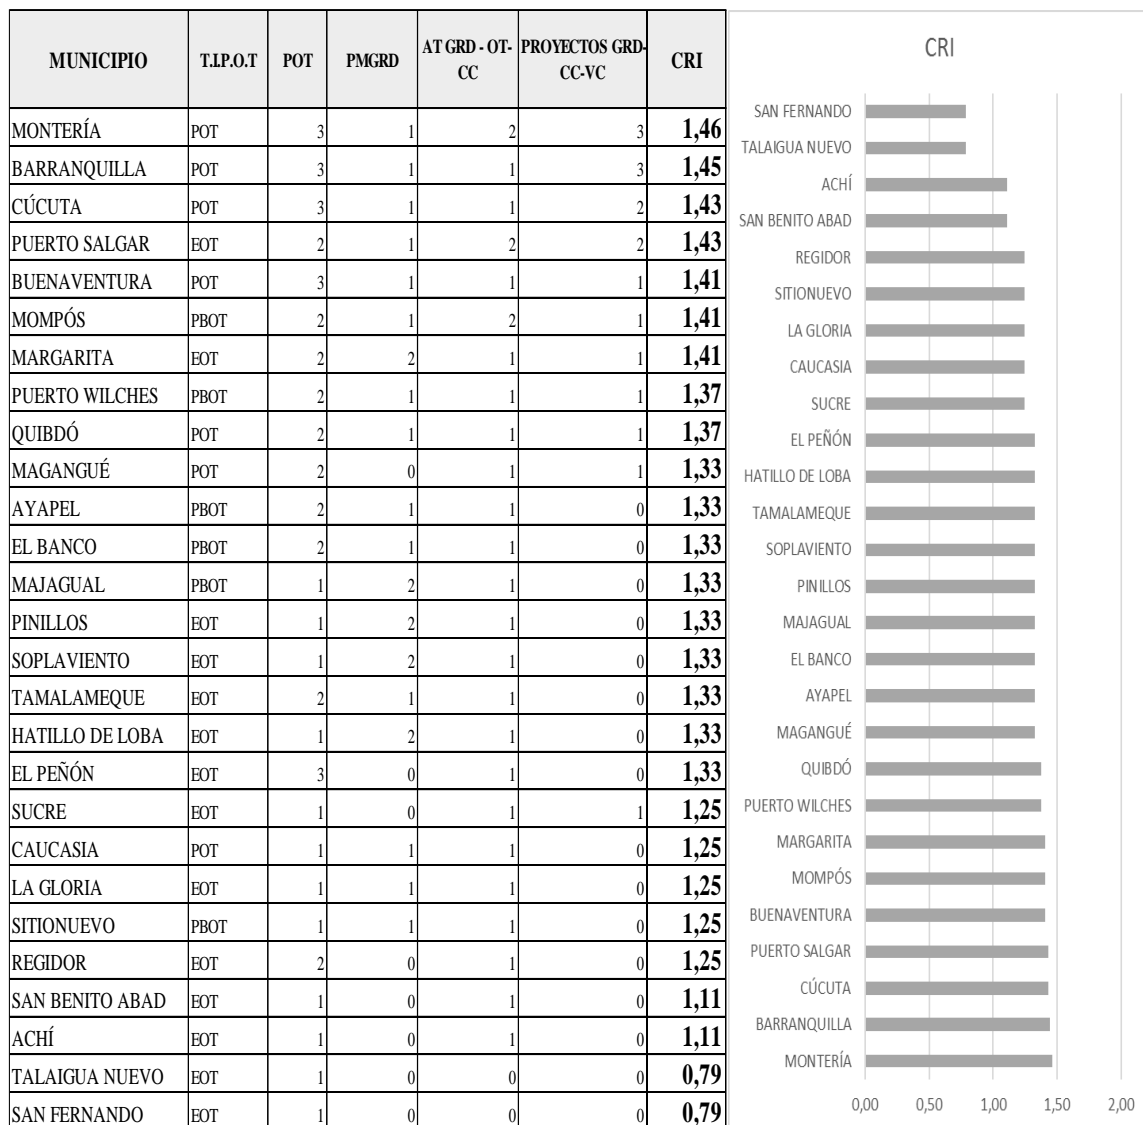 MUNICIPIO T.I.P.O.T POT PMGRD AT GRD - OT-CC PROYECTOS GRD-CC-VC CRI
MONTERÍA POT 3 1 2 3 1,46
BARRANQUILLA POT 3 1 1 3 1,45
CÚCUTA POT 3 1 1 2 1,43
PUERTO SALGAR EOT 2 1 2 2 1,43
BUENAVENTURA POT 3 1 1 1 1,41
MOMPÓS PBOT 2 1 2 1 1,41
MARGARITA EOT 2 2 1 1 1,41
PUERTO WILCHES PBOT 2 1 1 1 1,37
QUIBDÓ POT 2 1 1 1 1,37
MAGANGUÉ POT 2 0 1 1 1,33
AYAPEL PBOT 2 1 1 0 1,33
EL BANCO PBOT 2 1 1 0 1,33
MAJAGUAL PBOT 1 2 1 0 1,33
PINILLOS EOT 1 2 1 0 1,33
SOPLAVIENTO EOT 1 2 1 0 1,33
TAMALAMEQUE EOT 2 1 1 0 1,33
HATILLO DE LOBA EOT 1 2 1 0 1,33
EL PEÑÓN EOT 3 0 1 0 1,33
SUCRE EOT 1 0 1 1 1,25
CAUCASIA POT 1 1 1 0 1,25
LA GLORIA EOT 1 1 1 0 1,25
SITIONUEVO PBOT 1 1 1 0 1,25
REGIDOR EOT 2 0 1 0 1,25
SAN BENITO ABAD EOT 1 0 1 0 1,11
ACHÍ EOT 1 0 1 0 1,11
TALAIGUA NUEVO EOT 1 0 0 0 0,79
SAN FERNANDO EOT 1 0 0 0 0,79
CRI
SAN FERNANDO
TALAIGUA NUEVO
ACHÍ
SAN BENITO ABAD
REGIDOR
SITIONUEVO
LA GLORIA
CAUCASIA
SUCRE
EL PEÑÓN
HATILLO DE LOBA
TAMALAMEQUE
SOPLAVIENTO
PINILLOS
MAJAGUAL
EL BANCO
AYAPEL
MAGANGUÉ
QUIBDÓ
PUERTO WILCHES
MARGARITA
MOMPÓS
BUENAVENTURA
PUERTO SALGAR
CÚCUTA
BARRANQUILLA
MONTERÍA
0,00 0,50 1,00 1,50 2,00